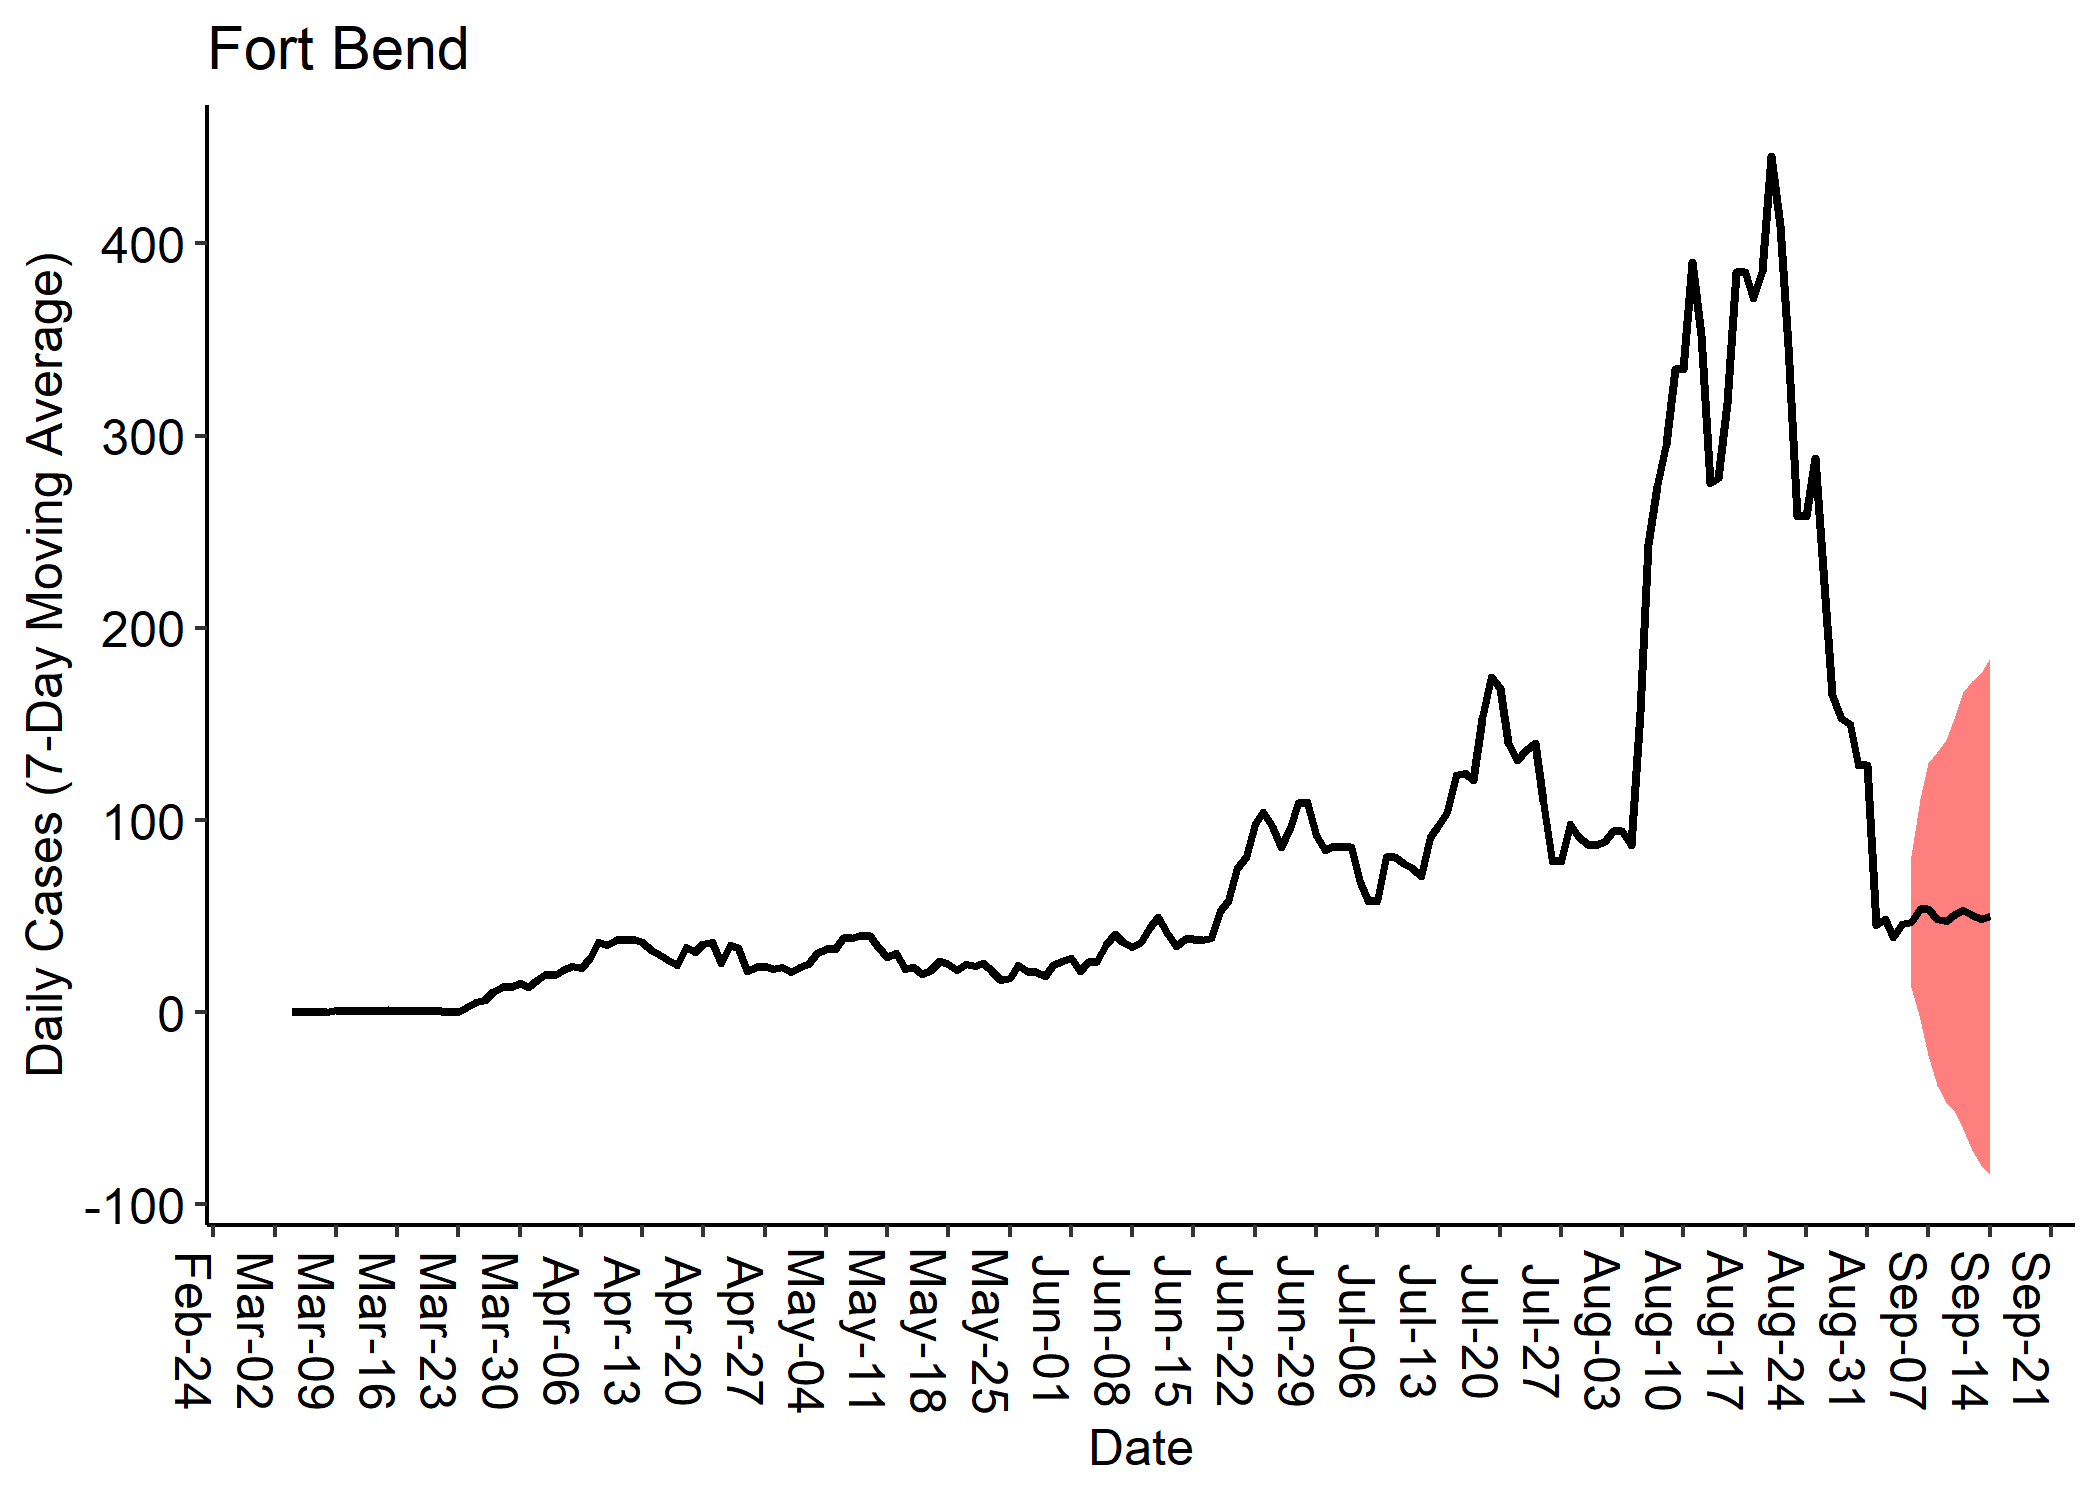 Fort Bend
Daily Cases (7-Day Moving Average)
400
300
200
100
0
-100
Feb-24
Mar-02
Mar-09
Mar-16
Mar-23
Mar-30
Apr-06
Apr-13
Apr-20
Apr-27
May-04
May-11
May-18
May-25
Jun-01
Jun-08
Jun-15
Jun-22
Jun-29
Jul-06
Jul-13
Jul-20
Jul-27
Aug-03
Aug-10
Aug-17
Aug-24
Aug-31
Sep-07
Sep-14
Sep-21
Date